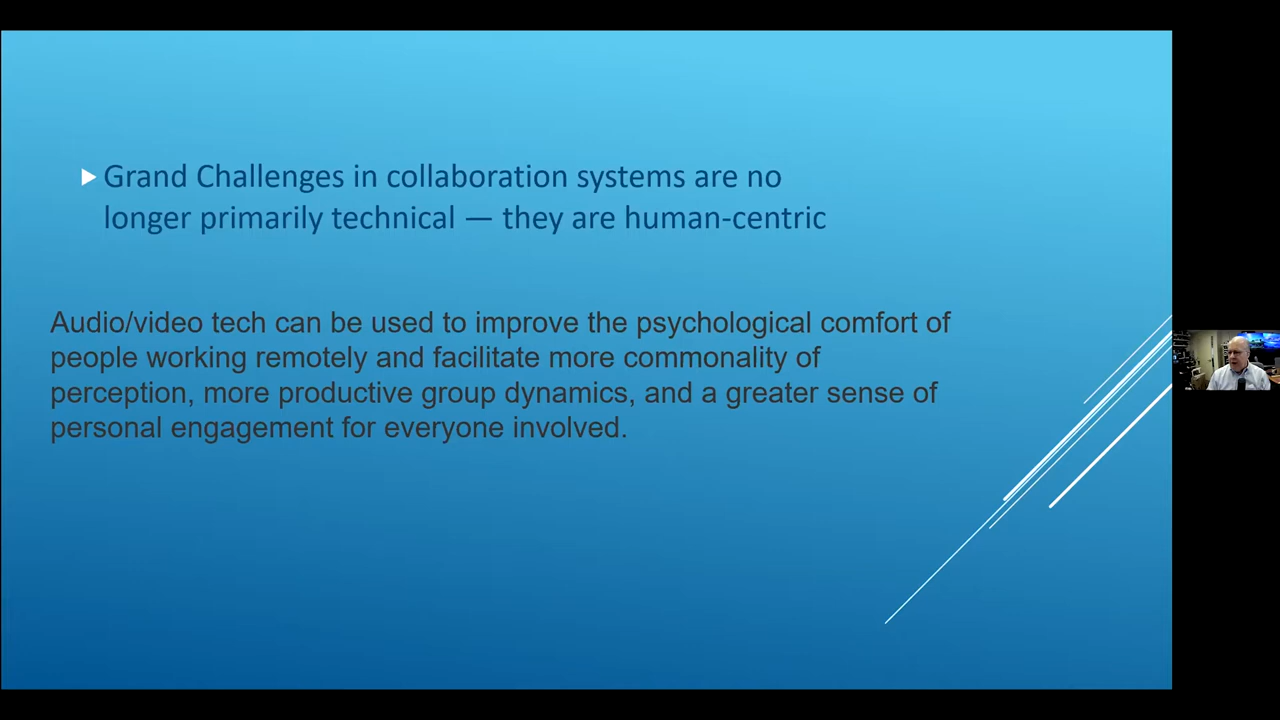 Grand Challenges in collaboration systems are no
longer primarily technical — they are human-centric
Audio/video tech can be used to improve the psychological comfort of
people working remotely and facilitate more commonality of
perception, more productive group dynamics, and a greater sense of
personal engagement for everyone involved.